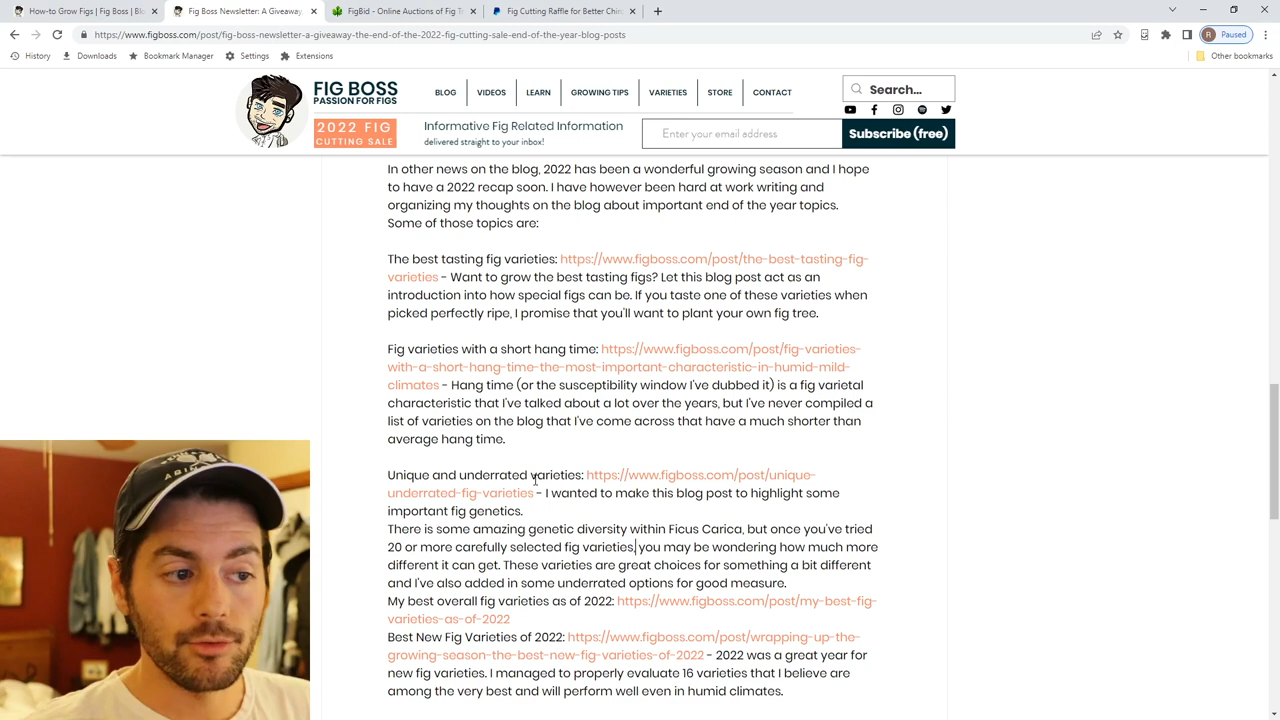 How-to Grow Figs | Fig Boss | Bloc
Fig Boss Newsletter: A Giveaway
FigBid - Online Auctions of Fig Tr
Fig Cutting Raffle for Better Chin
https://www.figboss.com/post/fig-boss-newsletter-a-giveaway-the-end-of-the-2022-fig-cutting-sale-end-of-the-year-blog-posts
R Paused
History Downloads Bookmark Manager Settings Extensions Other bookmarks
FIG BOSS
PASSION FOR FIGS
BLOG VIDEOS LEARN GROWING TIPS VARIETIES STORE CONTACT
Search...
2022 FIG
CUTTING SALE
Informative Fig Related Information
delivered straight to your inbox!
Enter your email address
Subscribe (free)
In other news on the blog, 2022 has been a wonderful growing season and I hope
to have a 2022 recap soon. I have however been hard at work writing and
organizing my thoughts on the blog about important end of the year topics.
Some of those topics are:
The best tasting fig varieties: https://www.figboss.com/post/the-best-tasting-fig-
varieties - Want to grow the best tasting figs? Let this blog post act as an
introduction into how special figs can be. If you taste one of these varieties when
picked perfectly ripe, I promise that you'll want to plant your own fig tree.
Fig varieties with a short hang time: https://www.figboss.com/post/fig-varieties-
with-a-short-hang-time-the-most-important-characteristic-in-humid-mild-
climates - Hang time (or the susceptibility window I've dubbed it) is a fig varietal
characteristic that I've talked about a lot over the years, but I've never compiled a
list of varieties on the blog that I've come across that have a much shorter than
average hang time.
Unique and underrated varieties: https://www.figboss.com/post/unique-
underrated-fig-varieties - I wanted to make this blog post to highlight some
important fig genetics.
There is some amazing genetic diversity within Ficus Carica, but once you've tried
20 or more carefully selected fig varieties, you may be wondering how much more
different it can get. These varieties are great choices for something a bit different
and I've also added in some underrated options for good measure.
My best overall fig varieties as of 2022: https://www.figboss.com/post/my-best-fig-
varieties-as-of-2022
Best New Fig Varieties of 2022: https://www.figboss.com/post/wrapping-up-the-
growing-season-the-best-new-fig-varieties-of-2022 - 2022 was a great year for
new fig varieties. I managed to properly evaluate 16 varieties that I believe are
among the very best and will perform well even in humid climates.